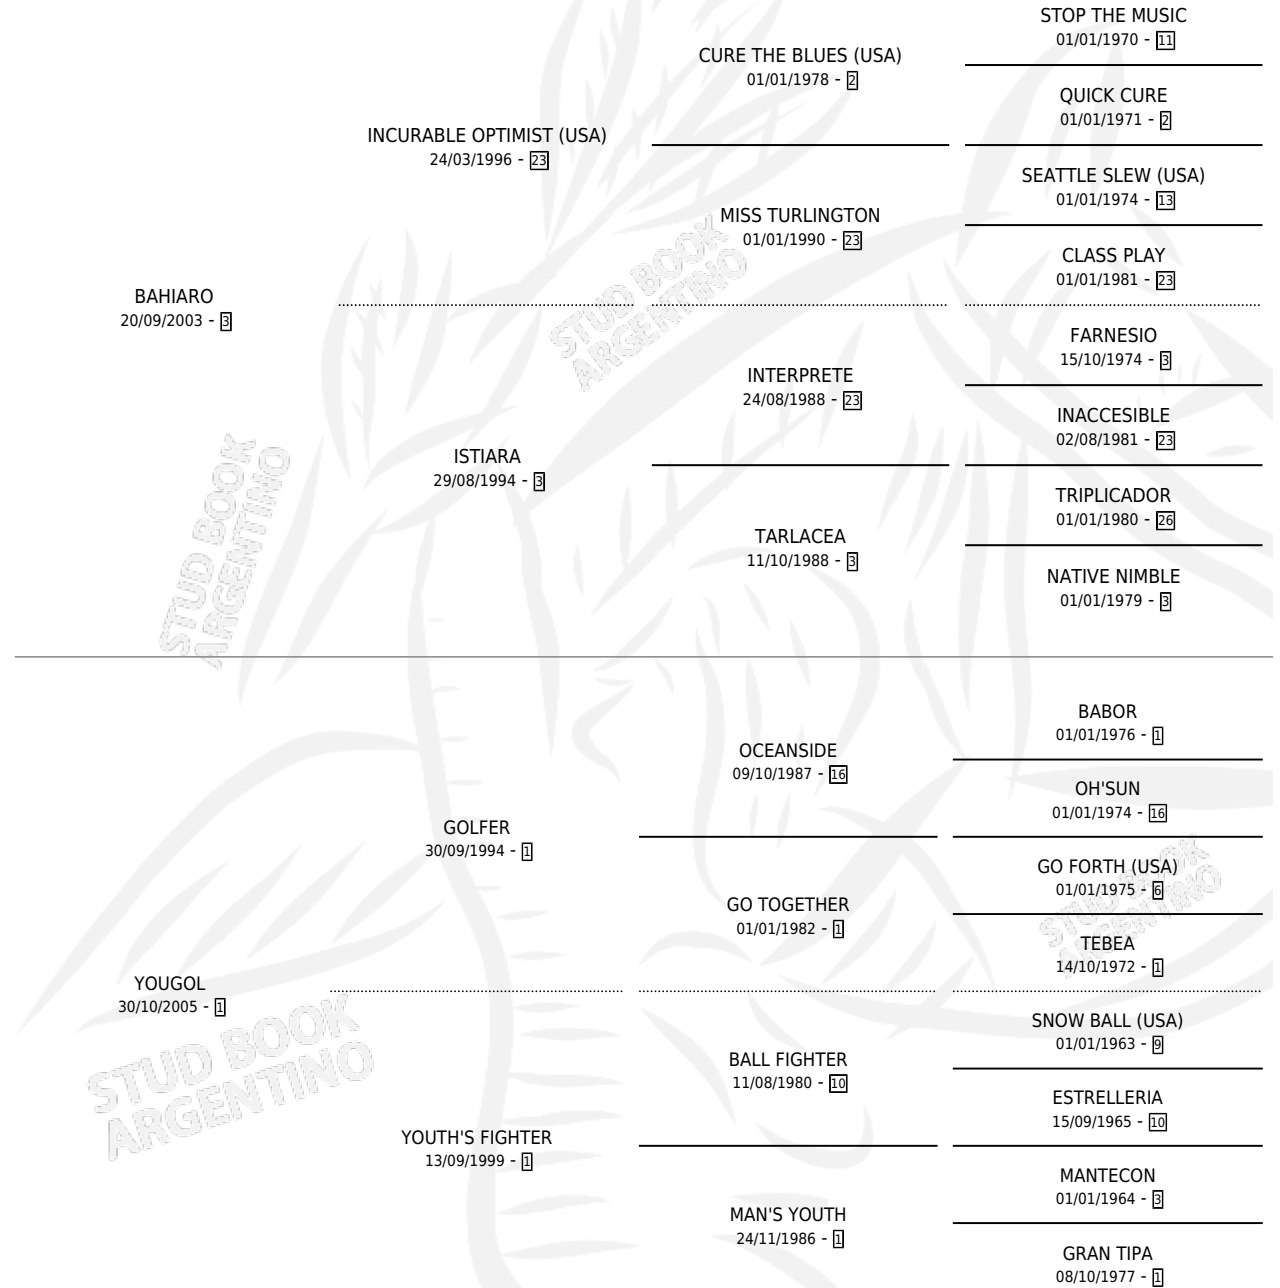 STOP THE MUSIC
01/01/1970 - 11
CURE THE BLUES (USA)
01/01/1978 - 2
QUICK CURE
01/01/1971 - 2
INCURABLE OPTIMIST (USA)
24/03/1996 - 23
SEATTLE SLEW (USA)
01/01/1974 - 13
MISS TURLINGTON
01/01/1990 - 23
CLASS PLAY
01/01/1981 - 23
BAHIARO
20/09/2003 - 3
STUD BOOK
ARGENTINO
FARNESIO
15/10/1974 - 3
INTERPRETE
24/08/1988 - 23
INACCESIBLE
02/08/1981 - 23
ISTIARA
29/08/1994 - 3
TRIPLICADOR
01/01/1980 - 26
TARLACEA
11/10/1988 - 3
NATIVE NIMBLE
01/01/1979 - 3
STUD BOOK
ARGENTINO
BABOR
01/01/1976 - 1
OCEANSIDE
09/10/1987 - 16
OH'SUN
01/01/1974 - 16
GOLFER
30/09/1994 - 1
GO FORTH (USA)
01/01/1975 - 6
GO TOGETHER
01/01/1982 - 1
STUD BOOK
ARGENTINO
TEBEA
14/10/1972 - 1
YOUGOL
30/10/2005 - 1
SNOW BALL (USA)
01/01/1963 - 9
BALL FIGHTER
11/08/1980 - 10
STUD BOOK
ARGENTINO
ESTRELLERIA
15/09/1965 - 10
YOUTH'S FIGHTER
13/09/1999 - 1
MANTECON
01/01/1964 - 3
MAN'S YOUTH
24/11/1986 - 1
GRAN TIPA
08/10/1977 - 1